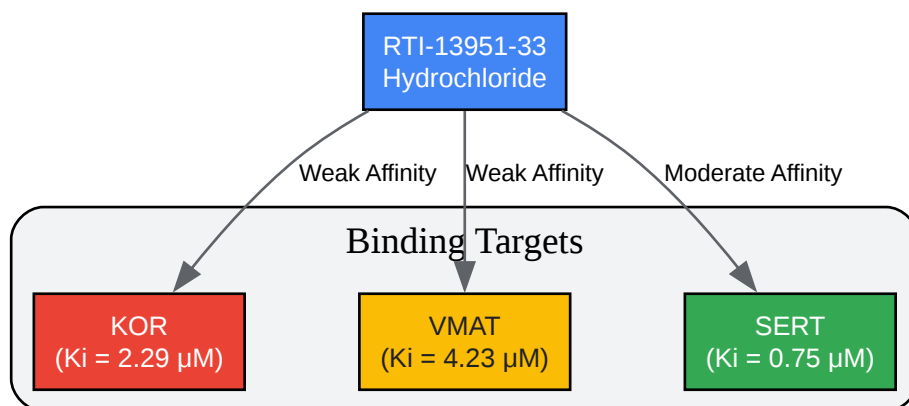 RTI-13951-33
Hydrochloride
Weak Affinity
Weak Affinity
Moderate Affinity
Binding Targets
KOR
(Ki = 2.29 μM)
VMAT
(Ki = 4.23 μM)
SERT
(Ki = 0.75 μM)